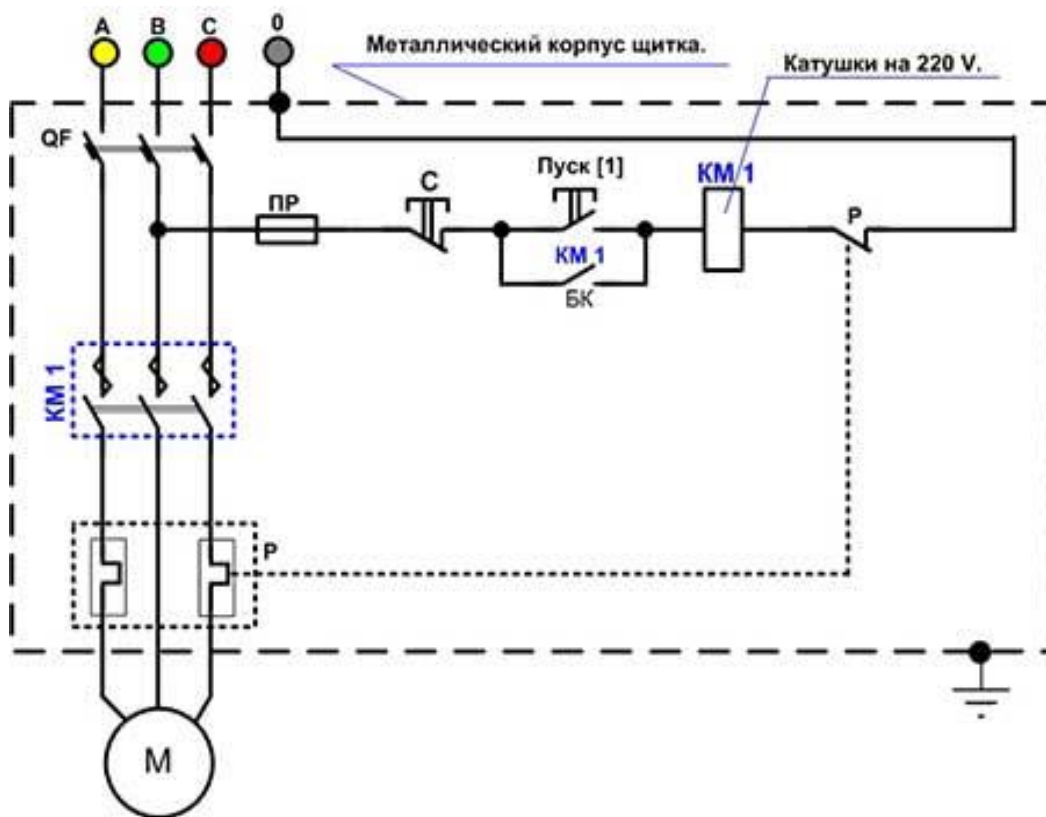 A B C 0
Металлический корпус щитка.
Катушки на 220 V.
QF
ПР
С
Пуск [1]
КМ 1
Р
КМ 1
БК
КМ 1
Р
М